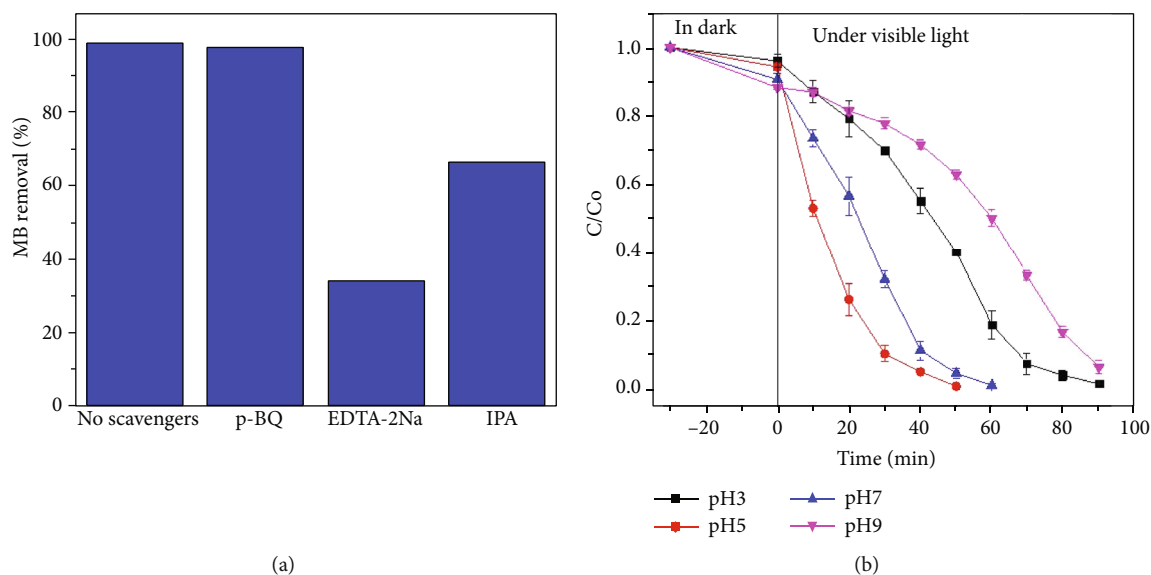 (a)
MB removal (%)
100
80
60
40
20
0
No scavengers p-BQ EDTA-2Na IPA
(b)
In dark Under visible light
C/Co
1.0
0.8
0.6
0.4
0.2
0.0
–20 0 20 40 60 80 100
Time (min)
pH3 pH7
pH5 pH9
(a) (b)